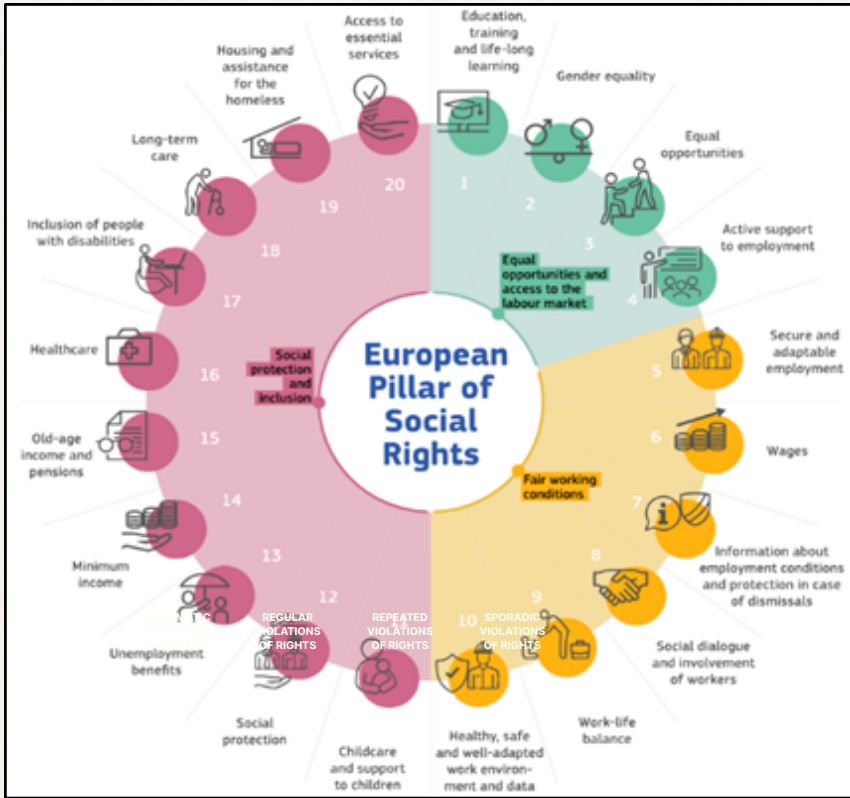 European
Pillar of
Social
Rights
Equal
opportunities and
access to the
labour market
Fair working
conditions
Social
protection
and
inclusion
1
Education,
training
and life-long
learning
2
Gender equality
3
Equal
opportunities
4
Active support
to employment
5
Secure and
adaptable
employment
6
Wages
7
Information about
employment conditions
and protection in case
of dismissals
8
Social dialogue
and involvement
of workers
9
Work-life
balance
10
Healthy, safe
and well-adapted
work environ-
ment and data
Childcare
and support
to children
12
Social
protection
13
Unemployment
benefits
14
Minimum
income
15
Old-age
income and
pensions
16
Healthcare
17
Inclusion of people
with disabilities
18
Long-term
care
19
Housing and
assistance
for the
homeless
20
Access to
essential
services
REGULAR
VIOLATIONS
OF RIGHTS
REPEATED
VIOLATIONS
OF RIGHTS
SPORADIC
VIOLATIONS
OF RIGHTS